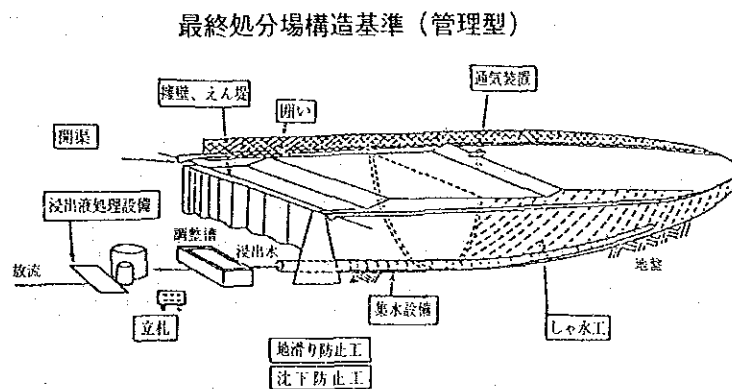 最終処分場構造基準（管理型）
通気装置
擁壁、えん堤
囲い
開渠
浸出液処理設備
調整槽
浸出水
放流
地盤
立札
集水設備
しゃ水工
地滑り防止工
沈下防止工